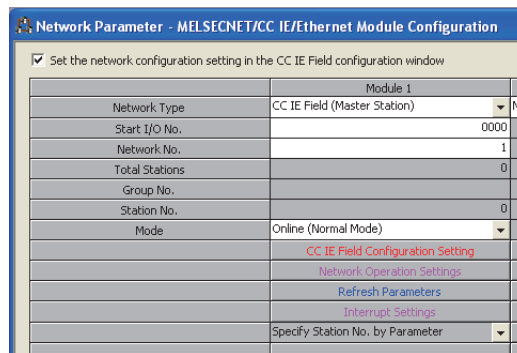 Network Parameter - MELSECNET/CC IE/Ethernet Module Configuration
Set the network configuration setting in the CC IE Field configuration window
Module 1
Network Type CC IE Field (Master Station)
Start I/O No. 0000
Network No. 1
Total Stations 0
Group No.
Station No. 0
Mode Online (Normal Mode)
CC IE Field Configuration Setting
Network Operation Settings
Refresh Parameters
Interrupt Settings
Specify Station No. by Parameter